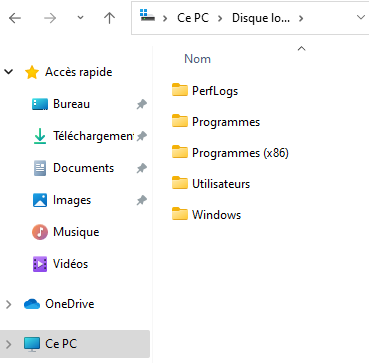 Ce PC > Disque lo... >
Accès rapide
Bureau
Téléchargemen
Documents
Images
Musique
Vidéos
OneDrive
Ce PC
Nom
PerfLogs
Programmes
Programmes (x86)
Utilisateurs
Windows